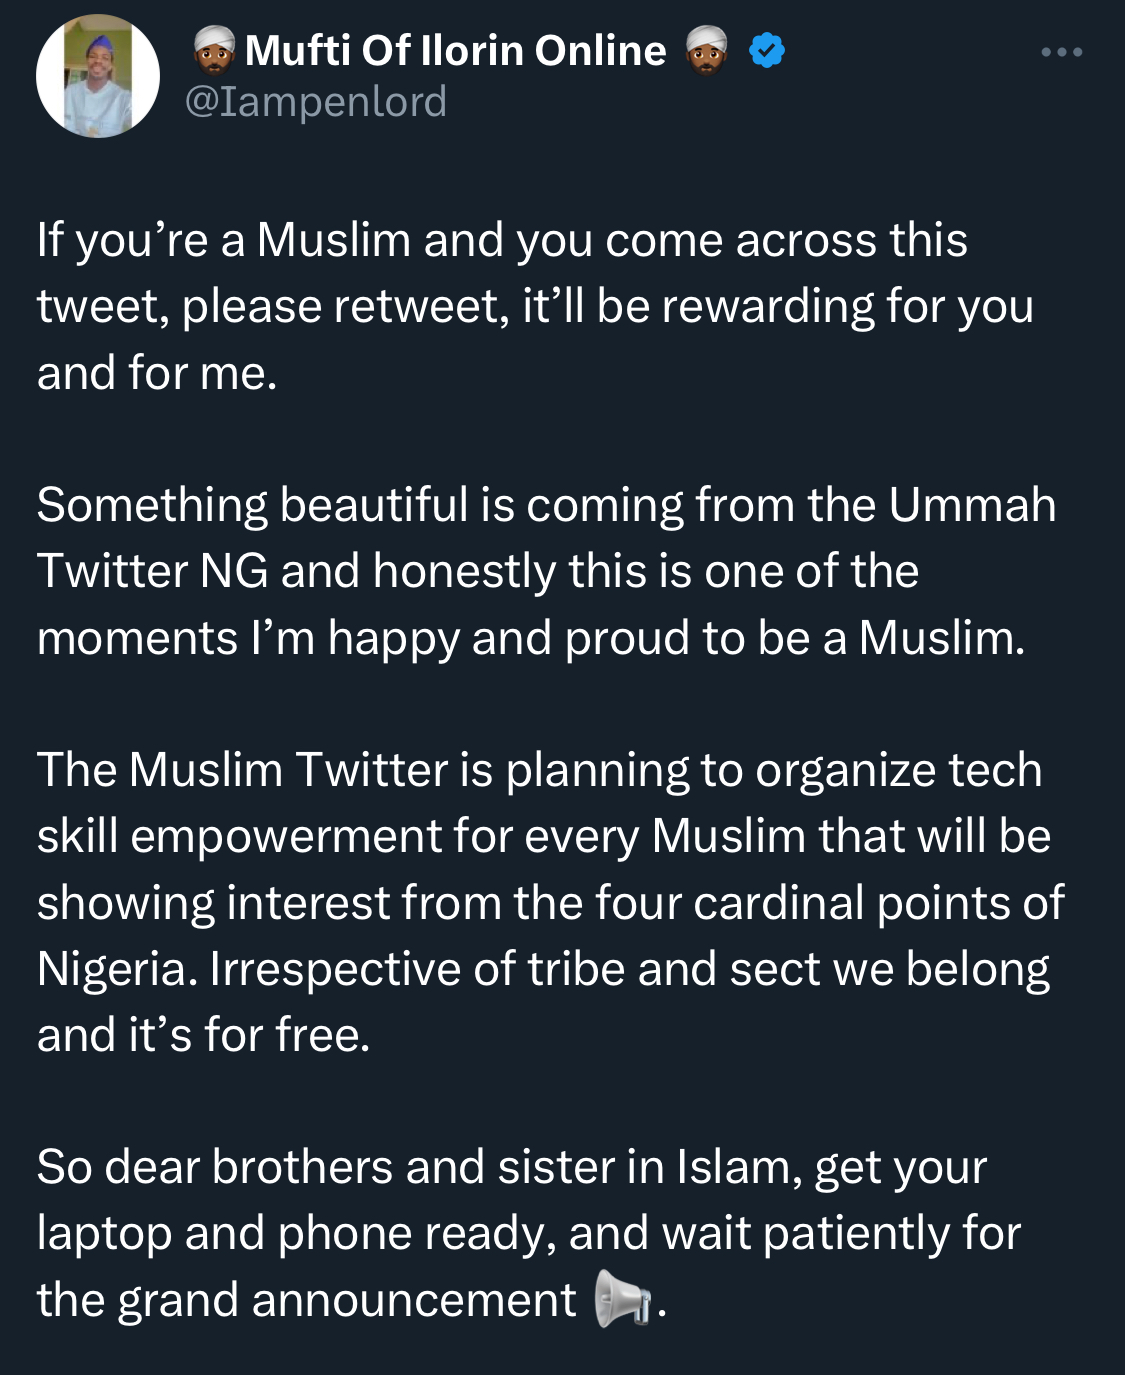 👳🏾‍♂️ Mufti Of Ilorin Online 👳🏾‍♂️
@Iampenlord
If you’re a Muslim and you come across this
tweet, please retweet, it’ll be rewarding for you
and for me.
Something beautiful is coming from the Ummah
Twitter NG and honestly this is one of the
moments I’m happy and proud to be a Muslim.
The Muslim Twitter is planning to organize tech
skill empowerment for every Muslim that will be
showing interest from the four cardinal points of
Nigeria. Irrespective of tribe and sect we belong
and it’s for free.
So dear brothers and sister in Islam, get your
laptop and phone ready, and wait patiently for
the grand announcement 📢.